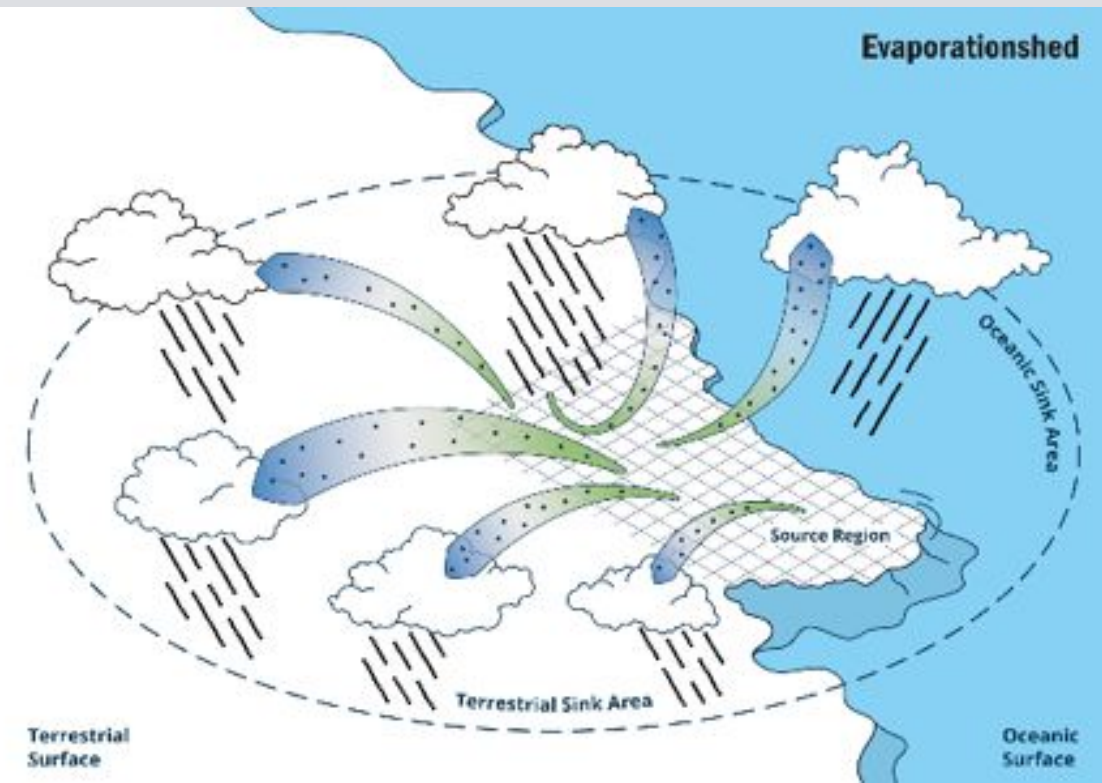 Evaporationshed
Oceanic Sink Area
Source Region
Terrestrial Sink Area
Terrestrial
Surface
Oceanic
Surface